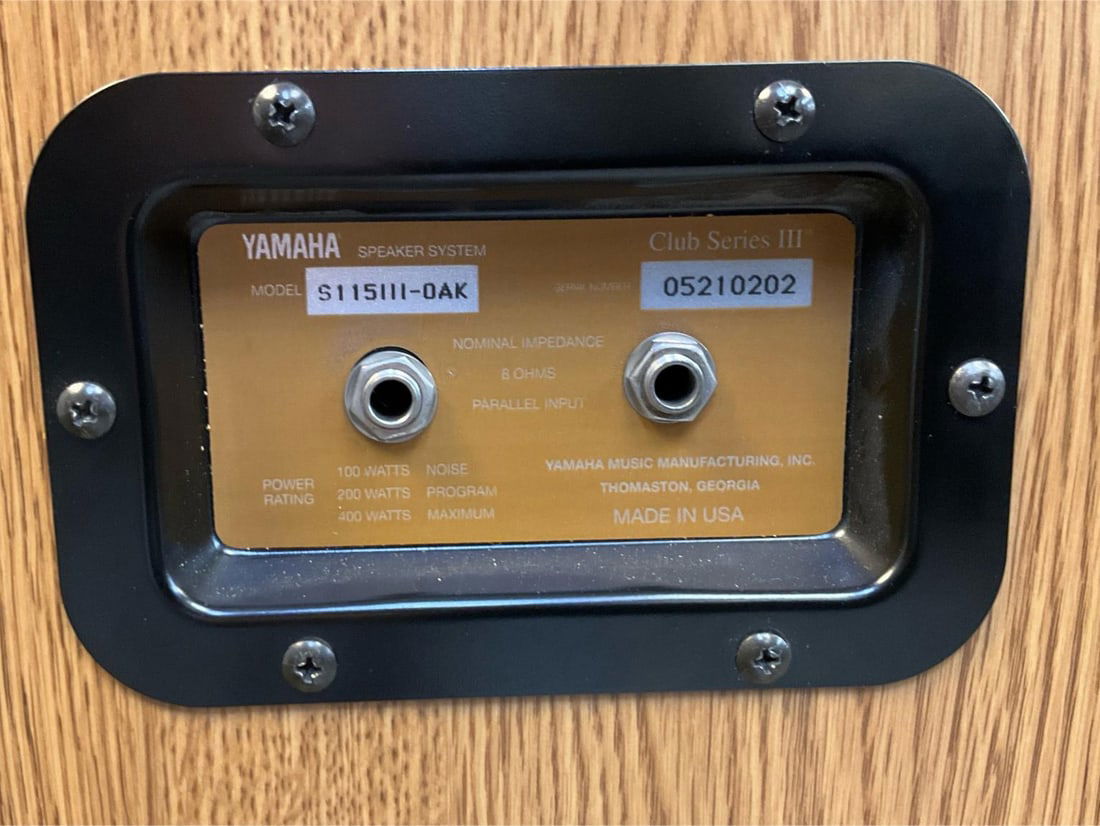 YAMAHA SPEAKER SYSTEM
Club Series III
MODEL S115III-OAK
SERIAL NUMBER 05210202
NOMINAL IMPEDANCE
8 OHMS
PARALLEL INPUT
POWER RATING
100 WATTS NOISE
200 WATTS PROGRAM
400 WATTS MAXIMUM
YAMAHA MUSIC MANUFACTURING, INC.
THOMASTON, GEORGIA
MADE IN USA